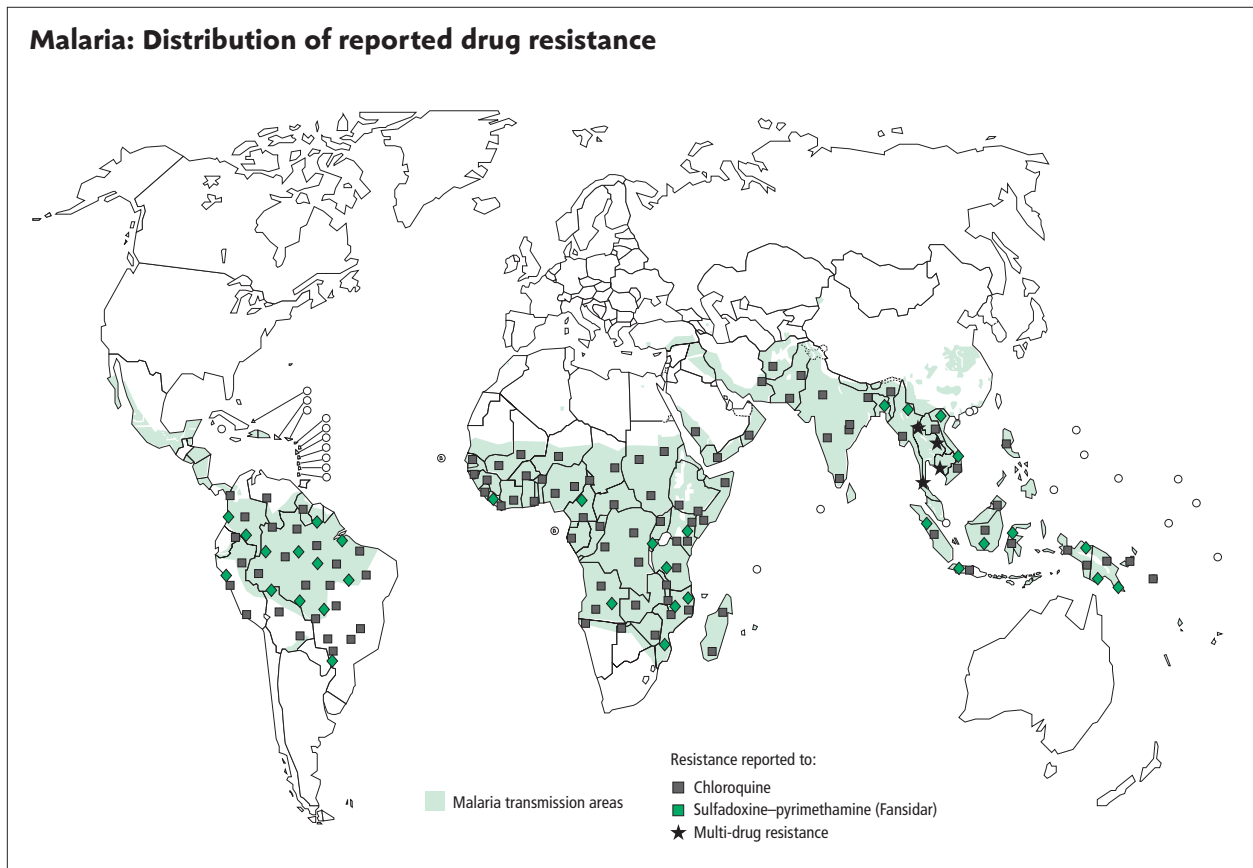 Malaria: Distribution of reported drug resistance
Malaria transmission areas
Resistance reported to:
Chloroquine
Sulfadoxine–pyrimethamine (Fansidar)
Multi-drug resistance